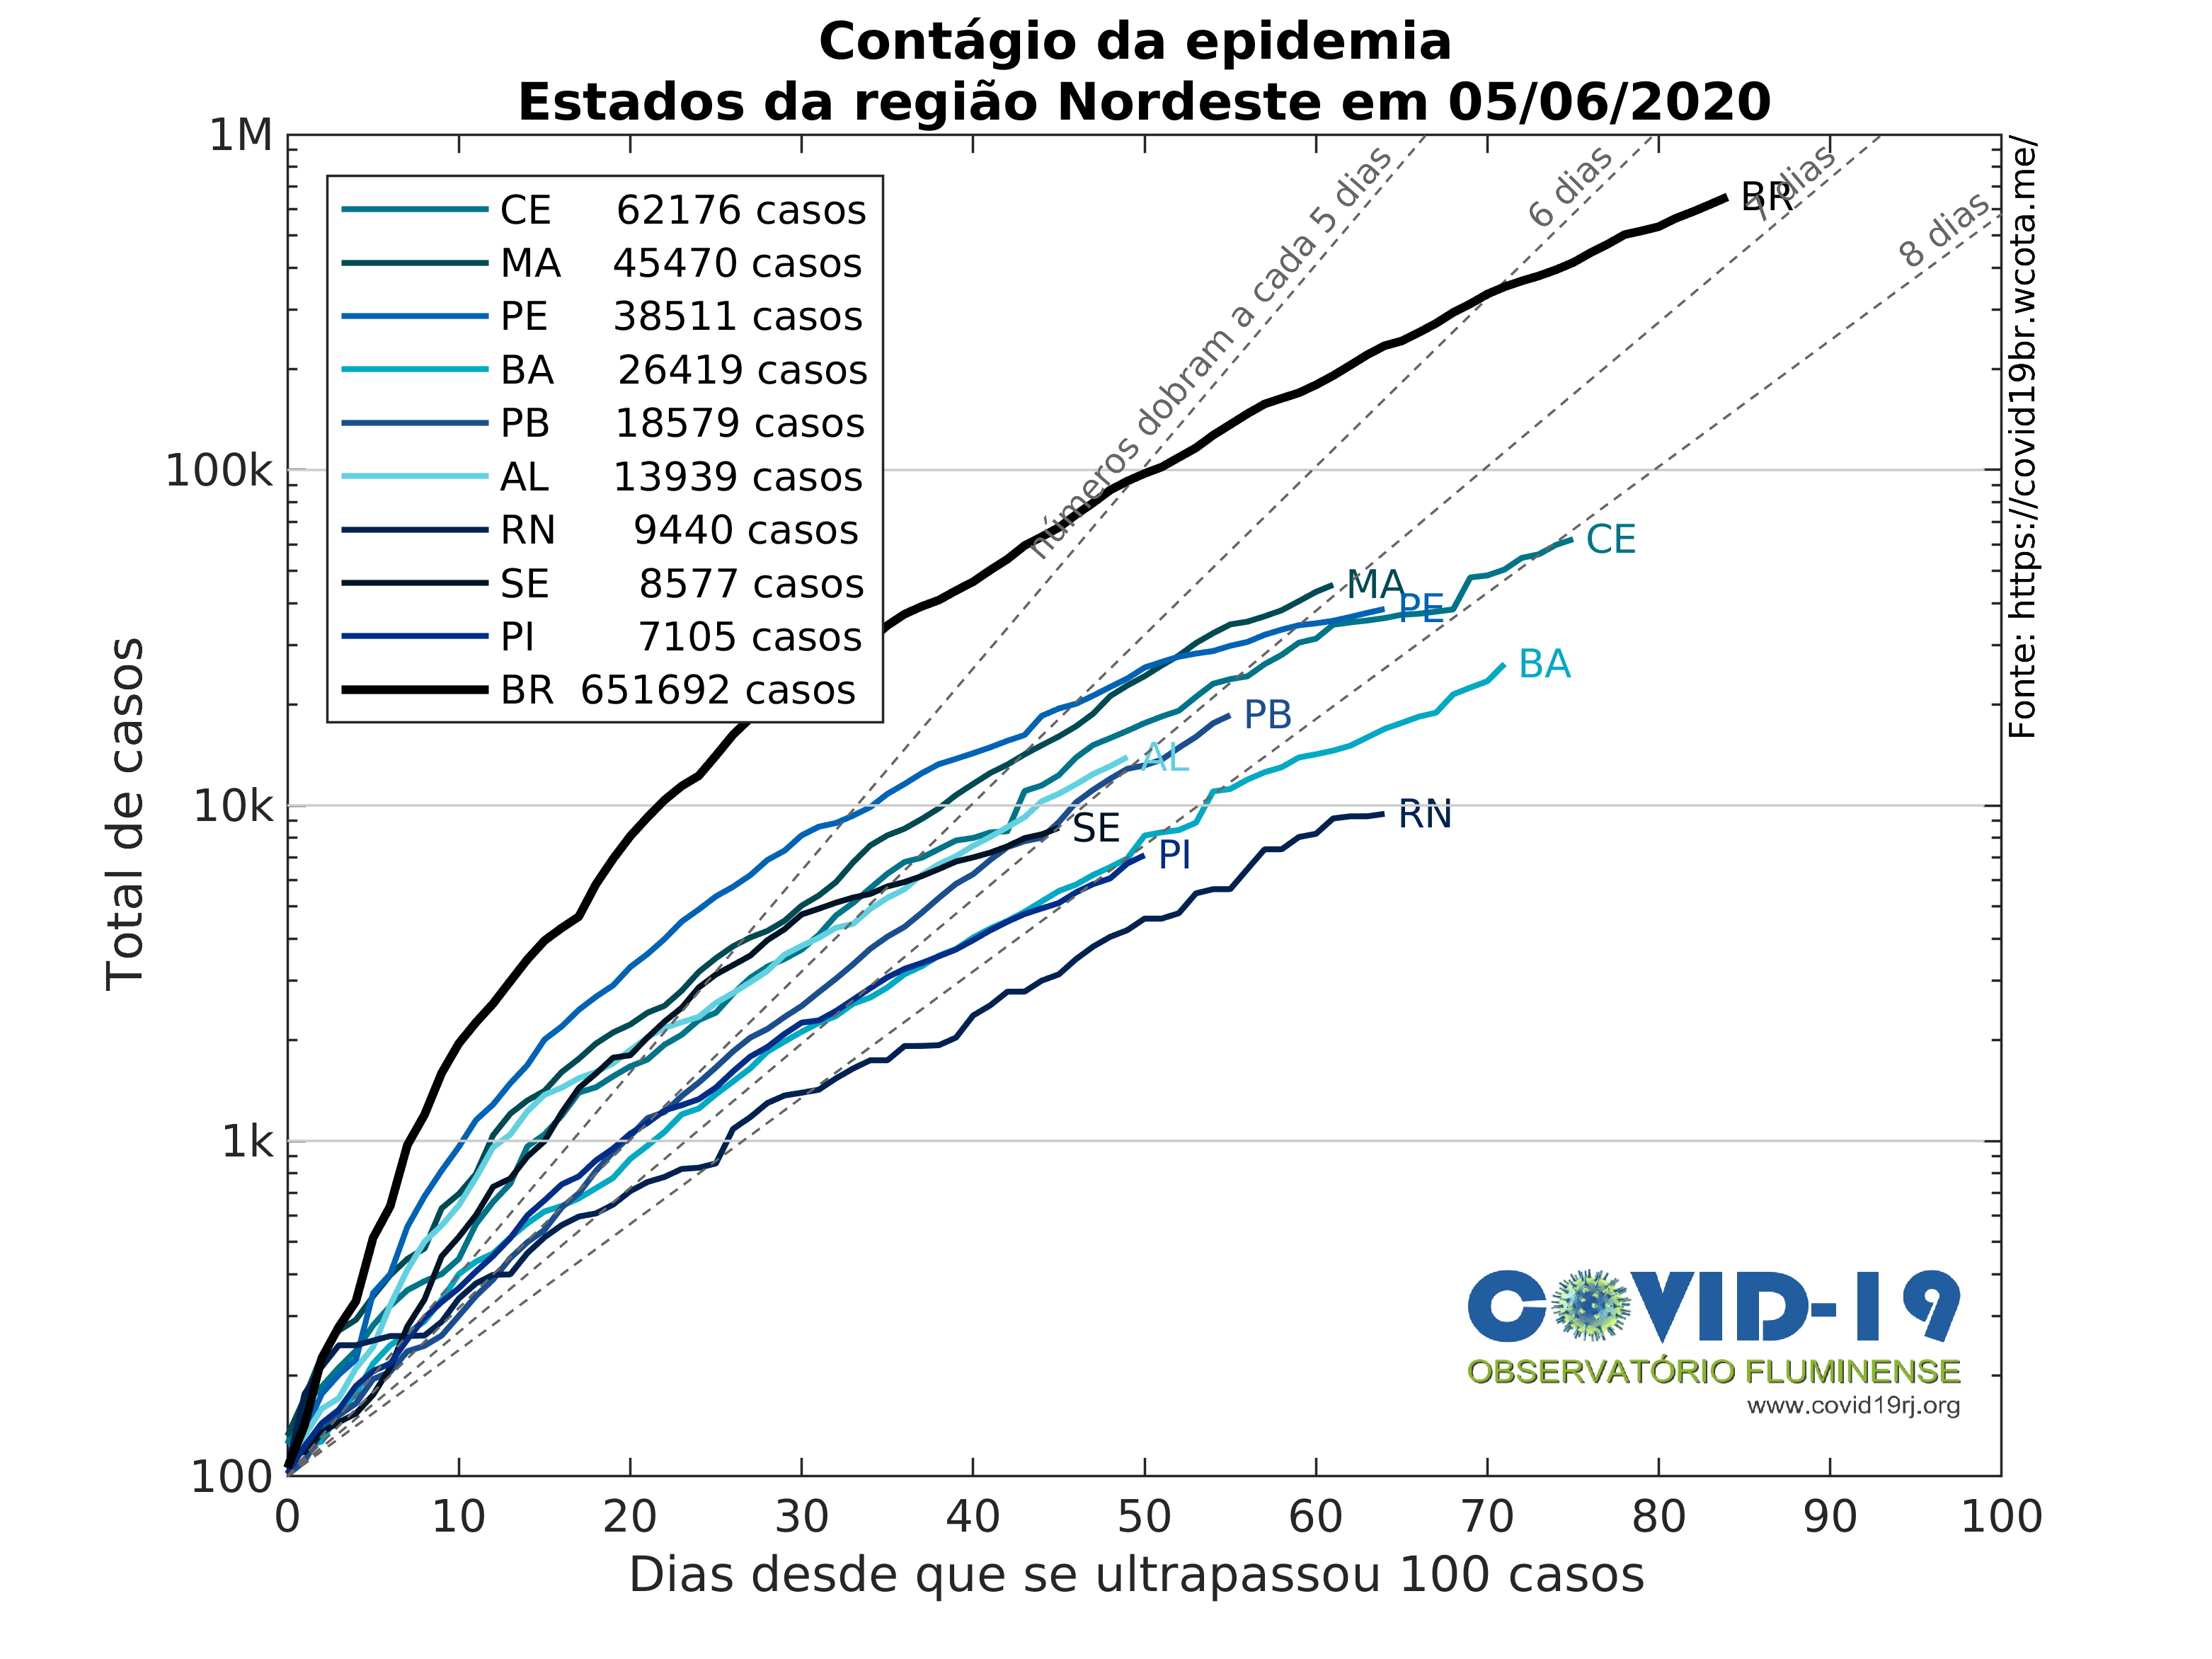 Contágio da epidemia
Estados da região Nordeste em 05/06/2020
1M
100k
10k
1k
100
Total de casos
CE 62176 casos
MA 45470 casos
PE 38511 casos
BA 26419 casos
PB 18579 casos
AL 13939 casos
RN 9440 casos
SE 8577 casos
PI 7105 casos
BR 651692 casos
números dobram a cada 5 dias
6 dias
7 dias
8 dias
BR
CE
MA
PE
BA
PB
AL
RN
SE
PI
Fonte: https://covid19br.wcota.me/
COVID-19
OBSERVATÓRIO FLUMINENSE
www.covid19rj.org
0 10 20 30 40 50 60 70 80 90 100
Dias desde que se ultrapassou 100 casos